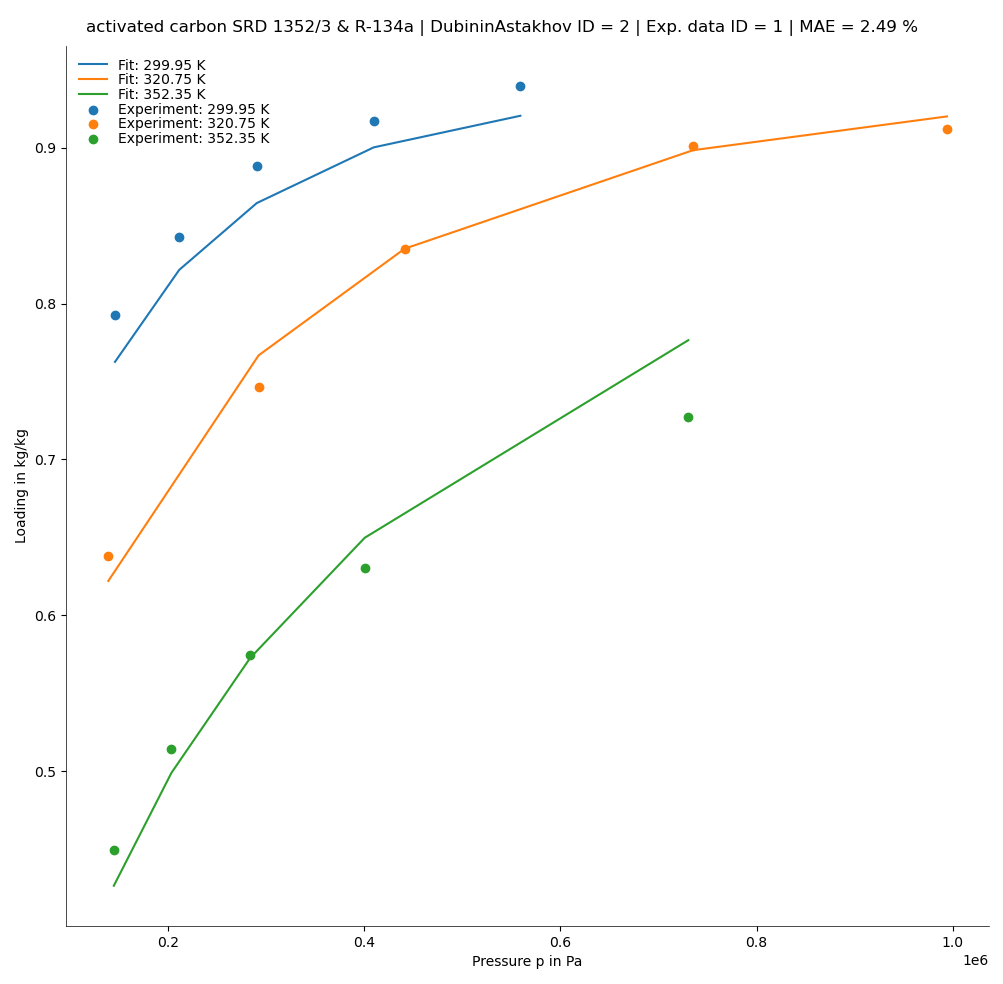 activated carbon SRD 1352/3 & R-134a | DubininAstakhov ID = 2 | Exp. data ID = 1 | MAE = 2.49 %
Fit: 299.95 K
Fit: 320.75 K
Fit: 352.35 K
Experiment: 299.95 K
Experiment: 320.75 K
Experiment: 352.35 K
0.9
0.8
0.7
0.6
0.5
Loading in kg/kg
0.2 0.4 0.6 0.8 1.0
1e6
Pressure p in Pa